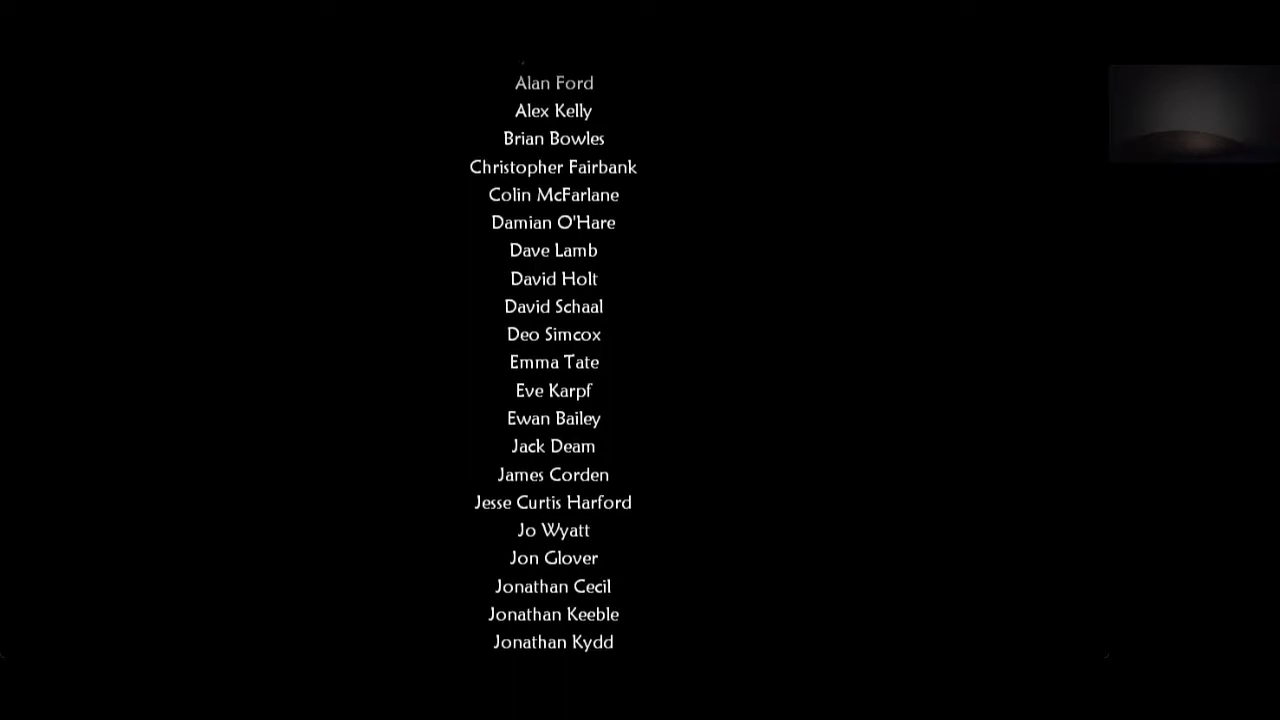 Alan Ford
Alex Kelly
Brian Bowles
Christopher Fairbank
Colin McFarlane
Damian O'Hare
Dave Lamb
David Holt
David Schaal
Deo Simcox
Emma Tate
Eve Karpf
Ewan Bailey
Jack Deam
James Corden
Jesse Curtis Harford
Jo Wyatt
Jon Glover
Jonathan Cecil
Jonathan Keeble
Jonathan Kydd